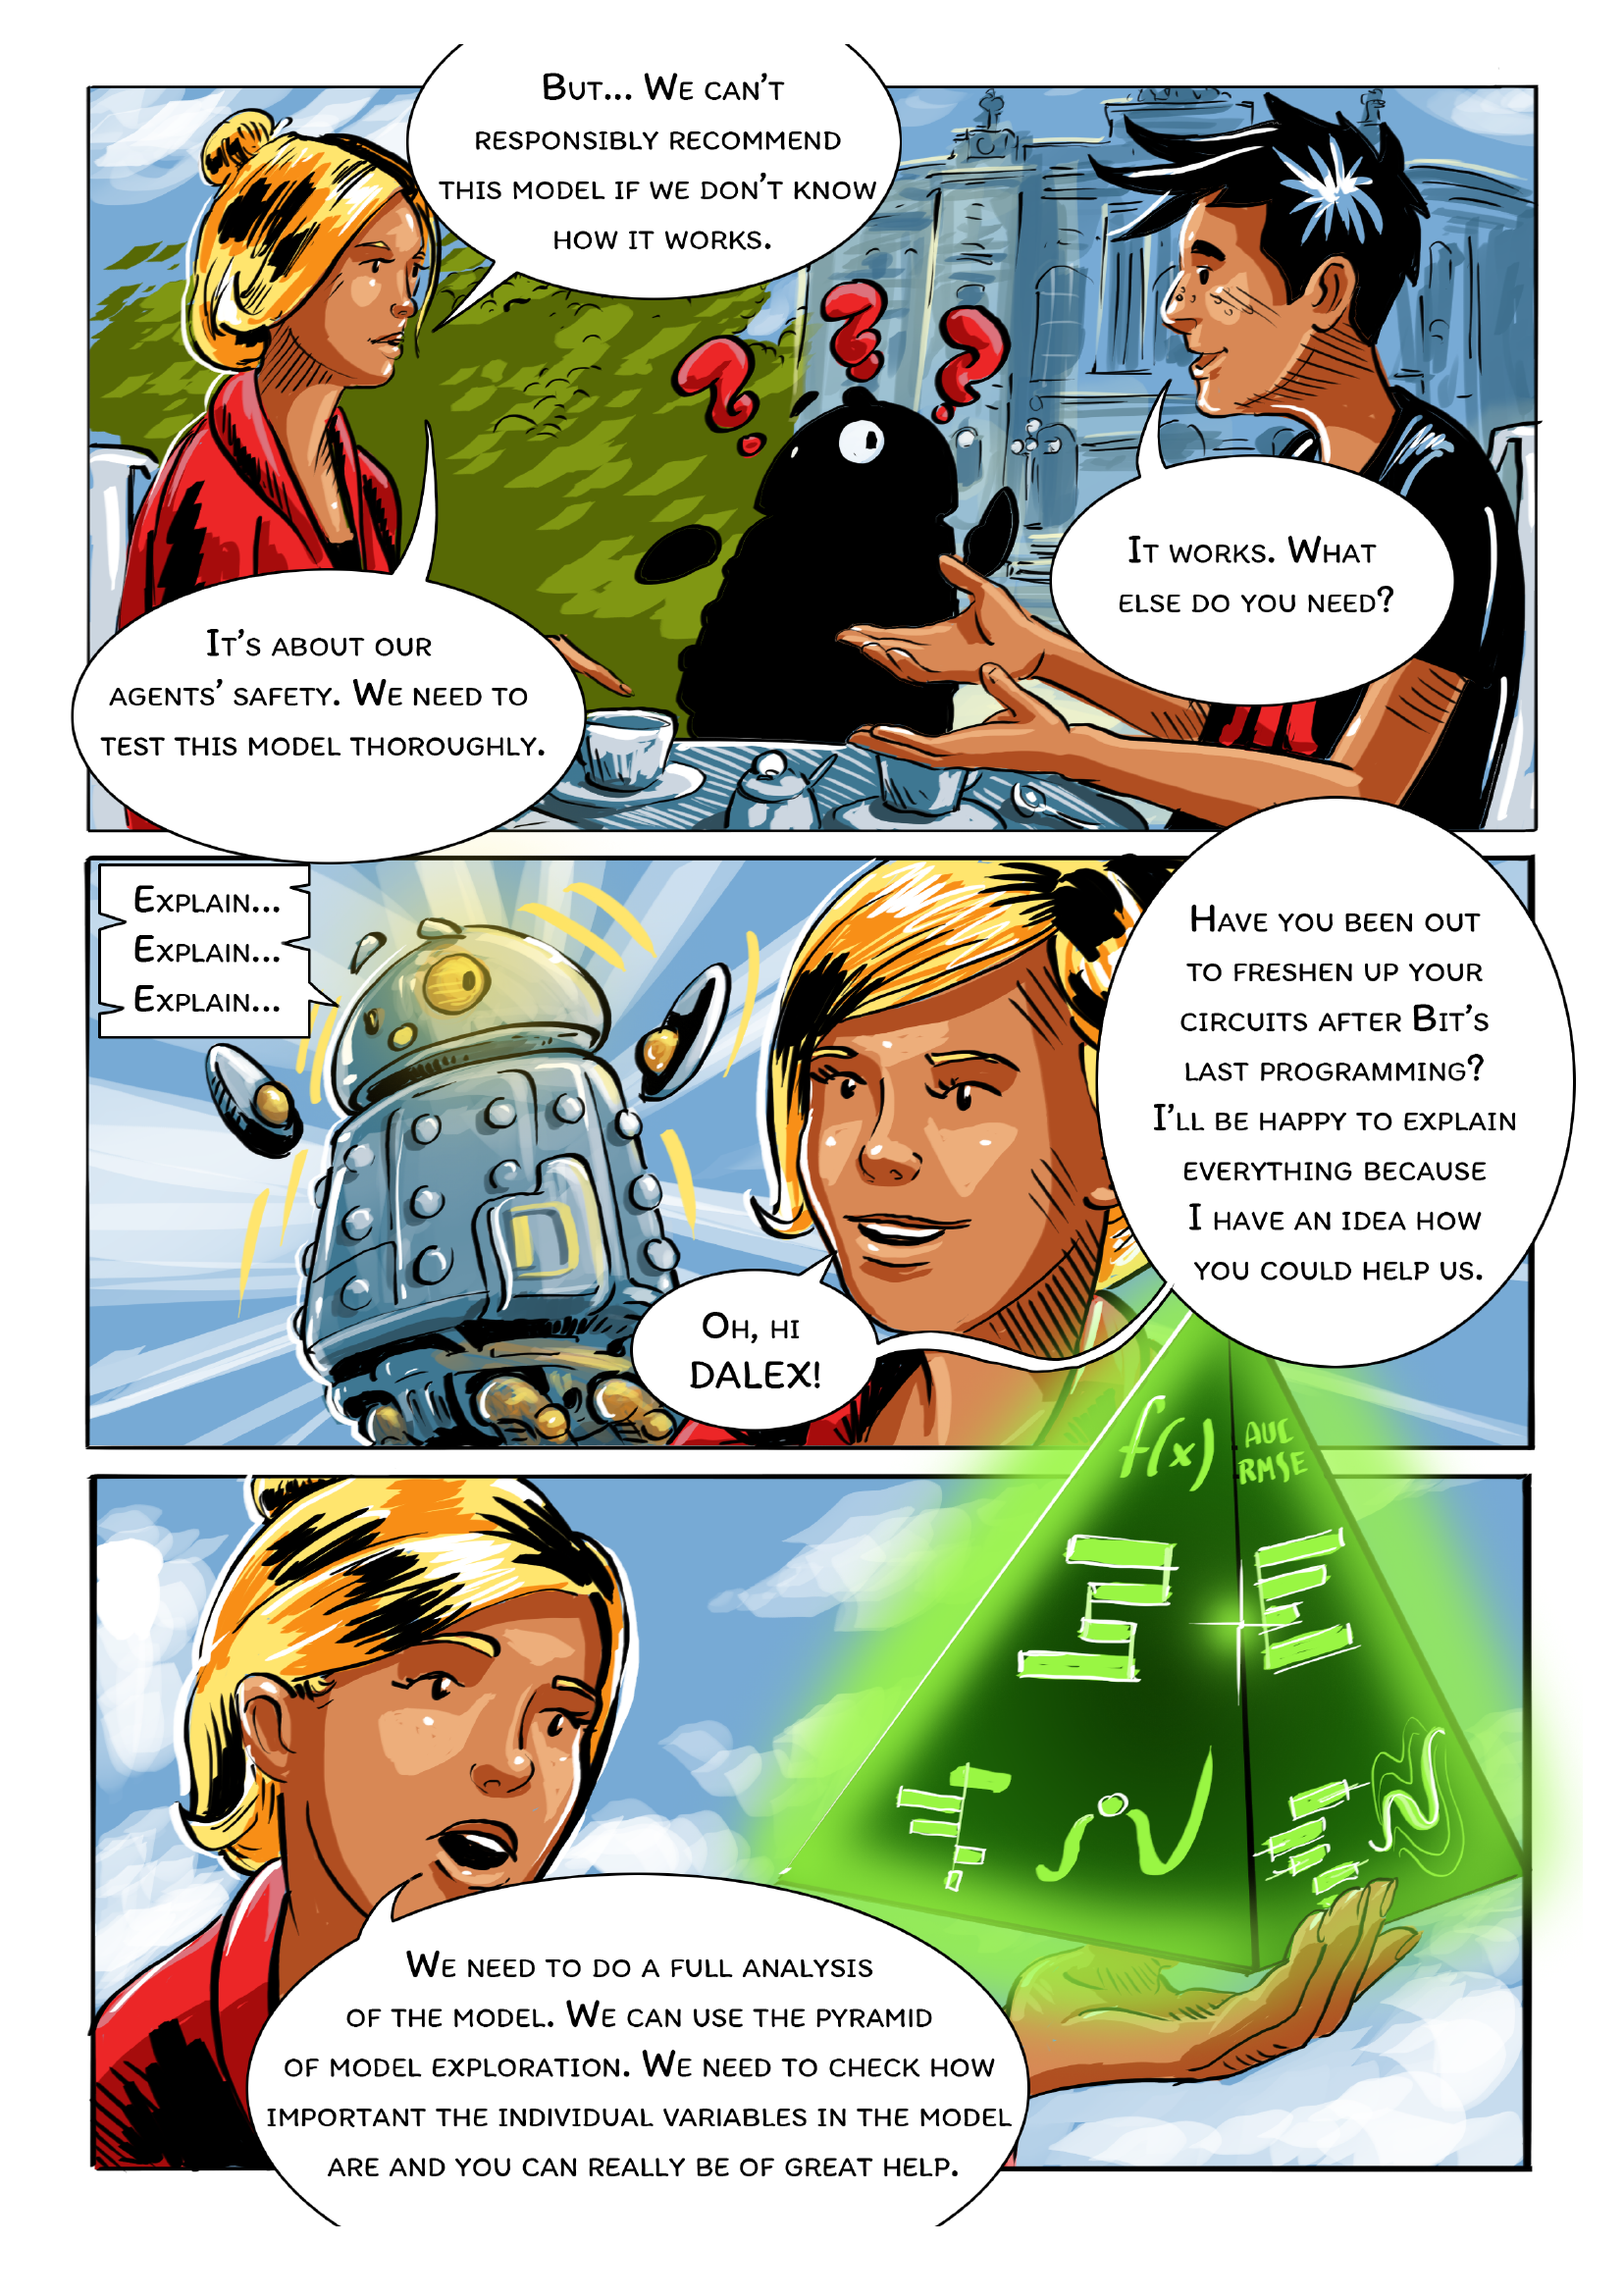 But... We can't
responsibly recommend
this model if we don't know
how it works.
It works. What
else do you need?
It's about our
agents' safety. We need to
test this model thoroughly.
Explain...
Explain...
Explain...
Oh, hi
DALEX!
Have you been out
to freshen up your
circuits after Bit's
last programming?
I'll be happy to explain
everything because
I have an idea how
you could help us.
f(x)
AUC
RMSE
We need to do a full analysis
of the model. We can use the pyramid
of model exploration. We need to check how
important the individual variables in the model
are and you can really be of great help.